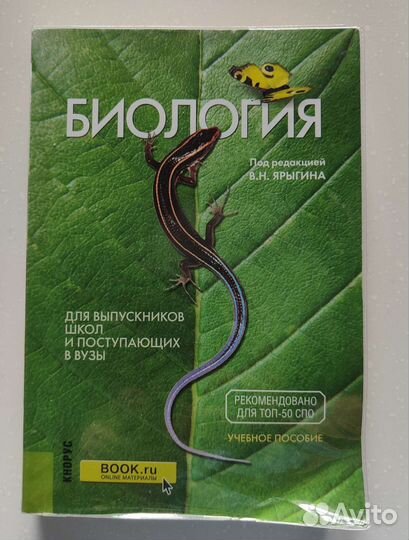 БИОЛОГИЯ
Под редакцией
В.Н. ЯРЫГИНА
ДЛЯ ВЫПУСКНИКОВ
ШКОЛ
И ПОСТУПАЮЩИХ
В ВУЗЫ
РЕКОМЕНДОВАНО
ДЛЯ ТОП-50 СПО
УЧЕБНОЕ ПОСОБИЕ
КНОРУС
BOOK.ru
ONLINE МАТЕРИАЛЫ
Avito